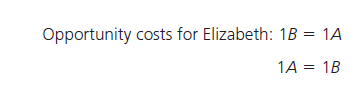 Opportunity costs for Elizabeth: 1B = 1A
1A = 1B